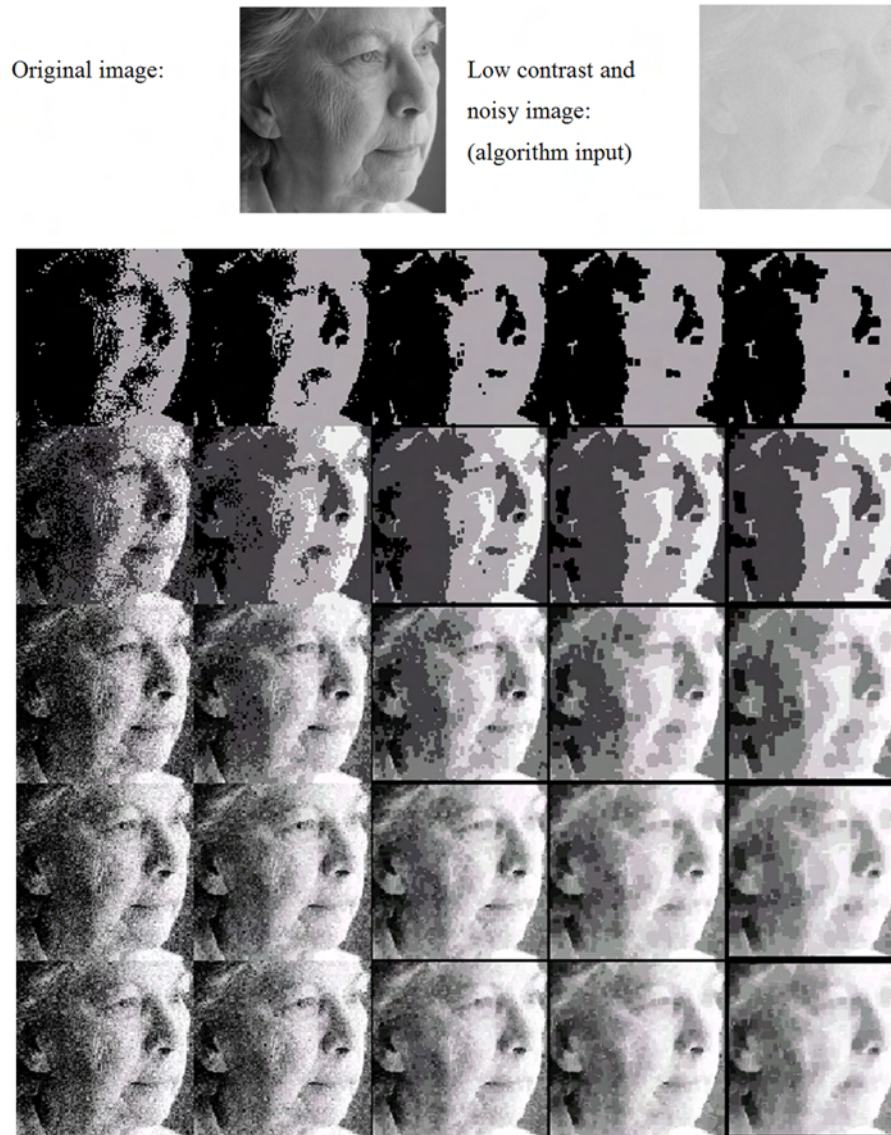 Original image:
Low contrast and
noisy image:
(algorithm input)